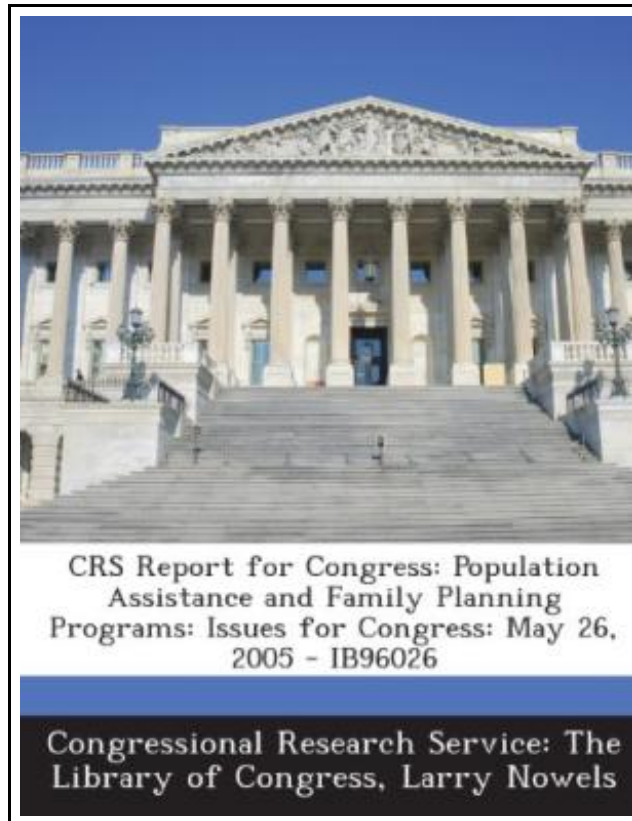 CRS Report for Congress: Population
Assistance and Family Planning
Programs: Issues for Congress: May 26,
2005 - IB96026
Congressional Research Service: The
Library of Congress, Larry Nowels